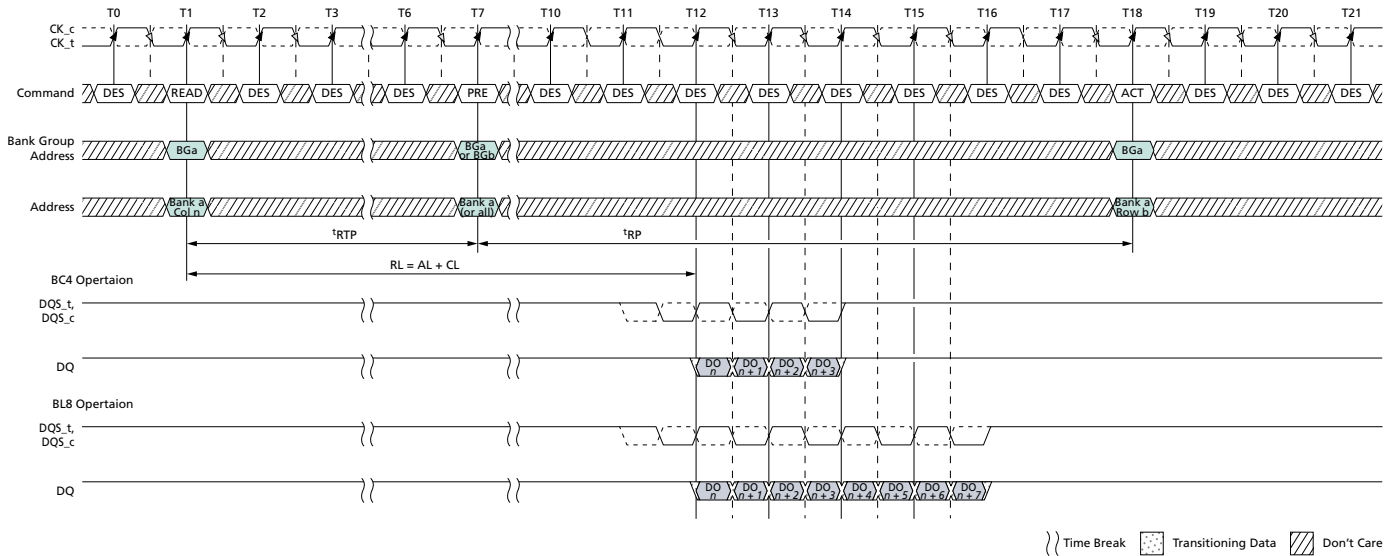 T0 T1 T2 T3 T6 T7 T10 T11 T12 T13 T14 T15 T16 T17 T18 T19 T20 T21
CK_c
CK_t
Command DES READ DES DES DES PRE DES DES DES DES DES DES DES DES ACT DES DES DES
Bank Group
Address
BGa
BGa
or BGb
BGa
Address
Bank a
Col n
Bank a
(or all)
Bank a
Row b
tRTP tRP
RL = AL + CL
BC4 Opertaion
DQS_t,
DQS_c
DQ
DO
n
DO
n + 1
DO
n + 2
DO
n + 3
BL8 Opertaion
DQS_t,
DQS_c
DQ
DO
n
DO
n + 1
DO
n + 2
DO
n + 3
DO
n + 4
DO
n + 5
DO
n + 6
DO
n + 7
Time Break Transitioning Data Don't Care